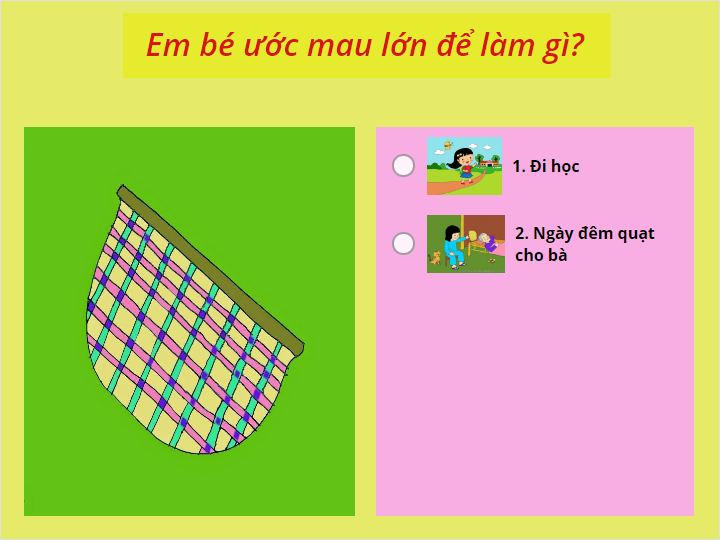 Em bé ước mau lớn để làm gì?
1. Đi học
2. Ngày đêm quạt
cho bà